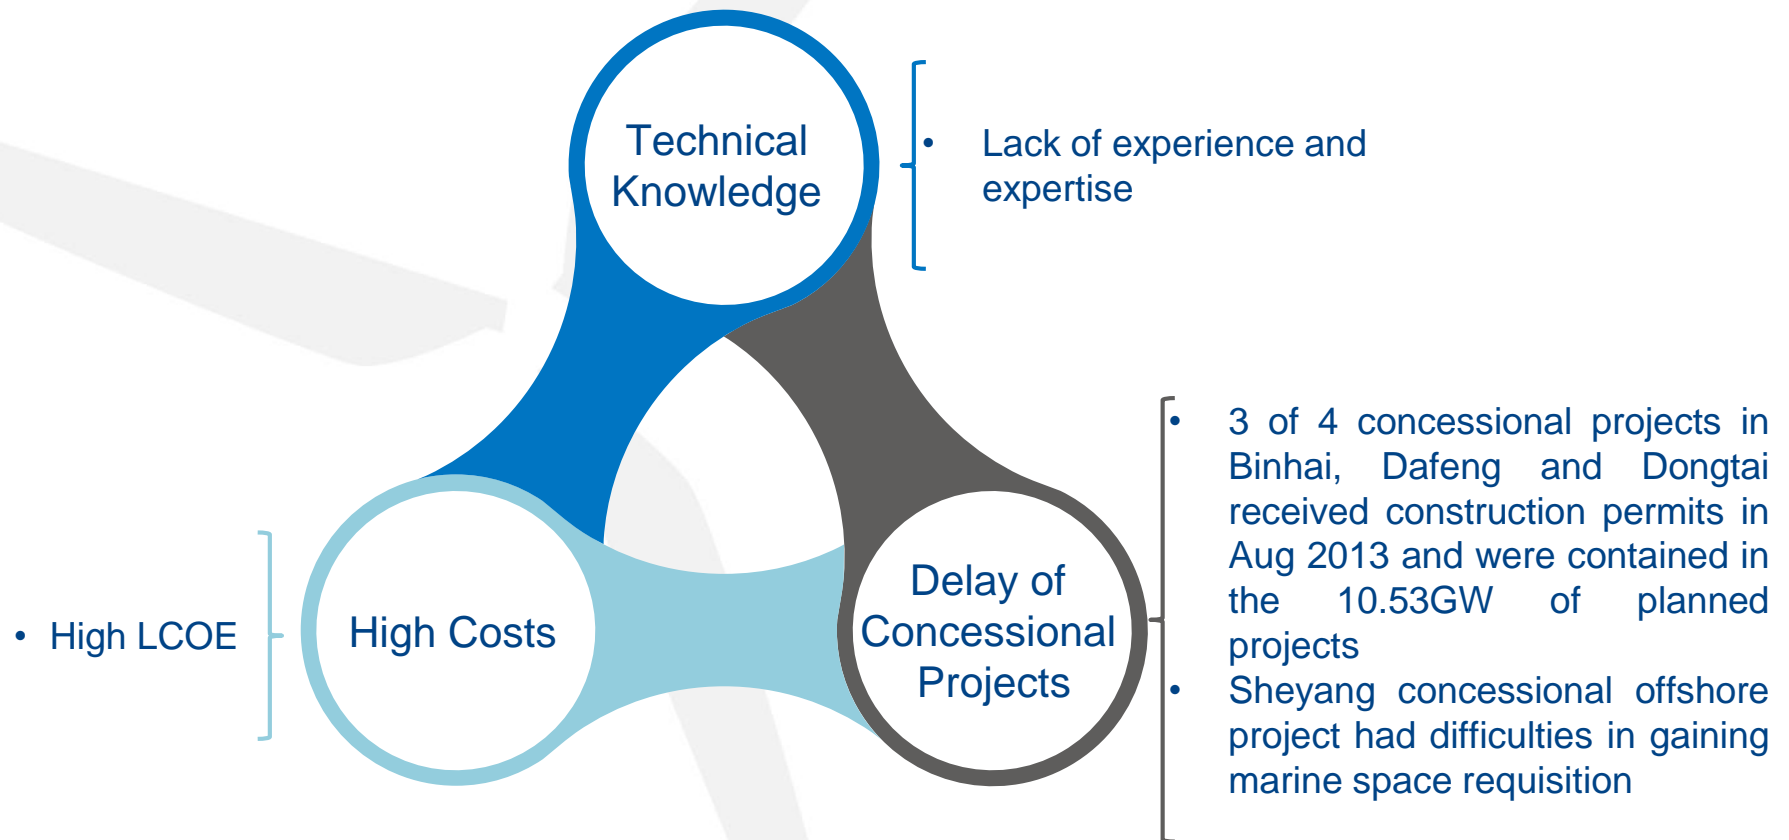 Technical
Knowledge
• Lack of experience and
expertise
• High LCOE
High Costs
Delay of
Concessional
Projects
• 3 of 4 concessional projects in
Binhai, Dafeng and Dongtai
received construction permits in
Aug 2013 and were contained in
the 10.53GW of planned
projects
• Sheyang concessional offshore
project had difficulties in gaining
marine space requisition